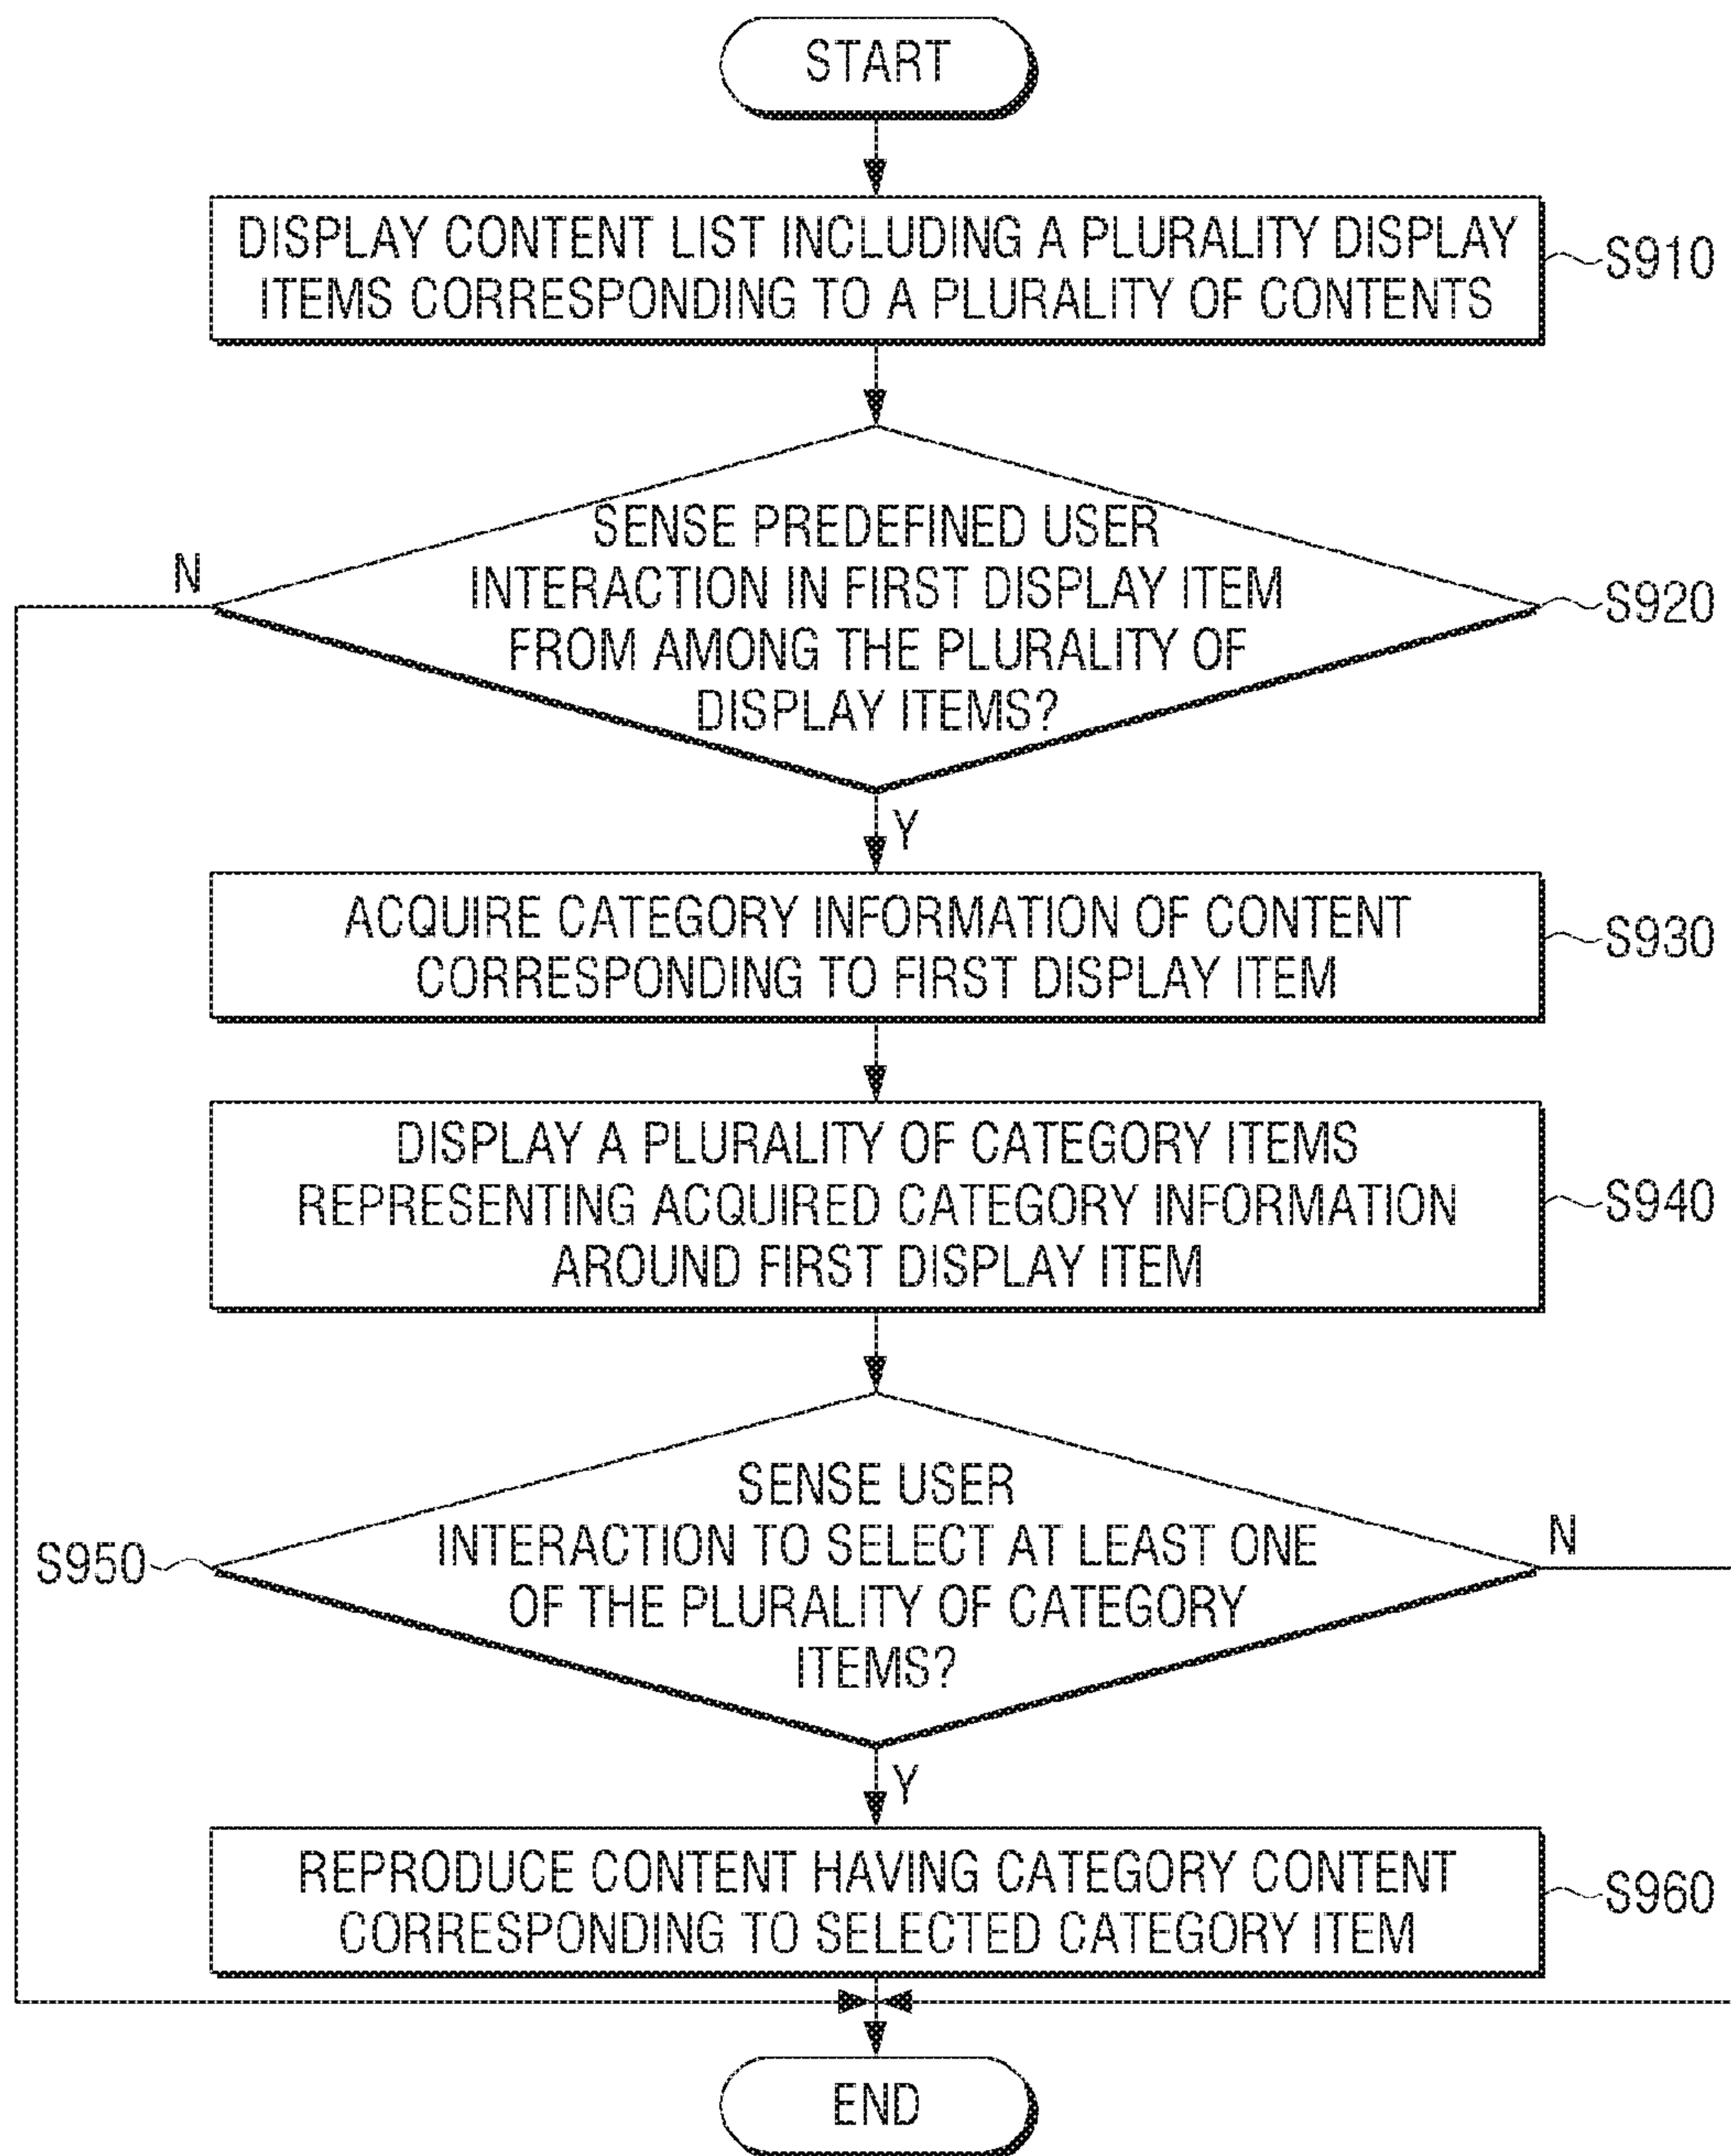 START
DISPLAY CONTENT LIST INCLUDING A PLURALITY DISPLAY
ITEMS CORRESPONDING TO A PLURALITY OF CONTENTS
S910
SENSE PREDEFINED USER
INTERACTION IN FIRST DISPLAY ITEM
FROM AMONG THE PLURALITY OF
DISPLAY ITEMS?
N
S920
Y
ACQUIRE CATEGORY INFORMATION OF CONTENT
CORRESPONDING TO FIRST DISPLAY ITEM
S930
DISPLAY A PLURALITY OF CATEGORY ITEMS
REPRESENTING ACQUIRED CATEGORY INFORMATION
AROUND FIRST DISPLAY ITEM
S940
SENSE USER
INTERACTION TO SELECT AT LEAST ONE
OF THE PLURALITY OF CATEGORY
ITEMS?
S950
N
Y
REPRODUCE CONTENT HAVING CATEGORY CONTENT
CORRESPONDING TO SELECTED CATEGORY ITEM
S960
END